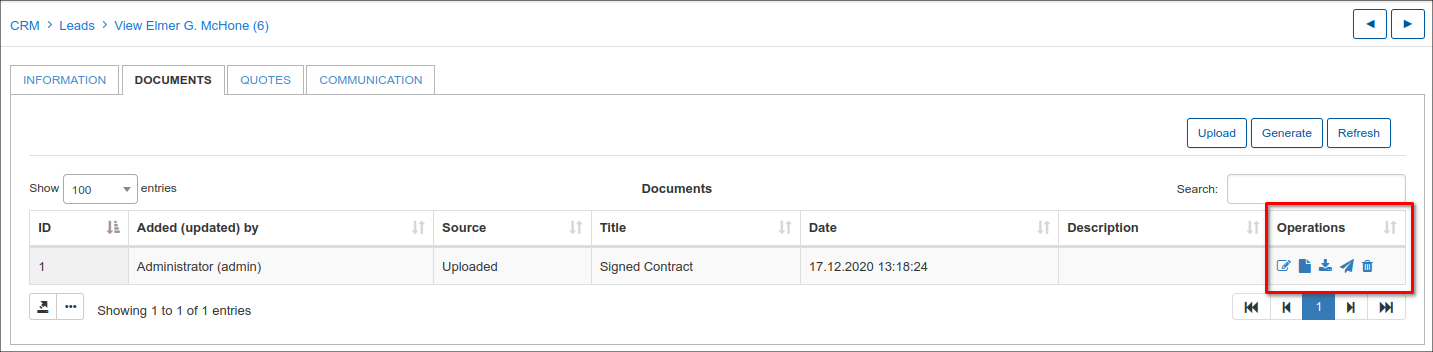 CRM > Leads > View Elmer G. McHone (6)
INFORMATION DOCUMENTS QUOTES COMMUNICATION
Upload Generate Refresh
Show 100 entries Documents Search:
ID Added (updated) by Source Title Date Description Operations
1 Administrator (admin) Uploaded Signed Contract 17.12.2020 13:18:24
Showing 1 to 1 of 1 entries 1